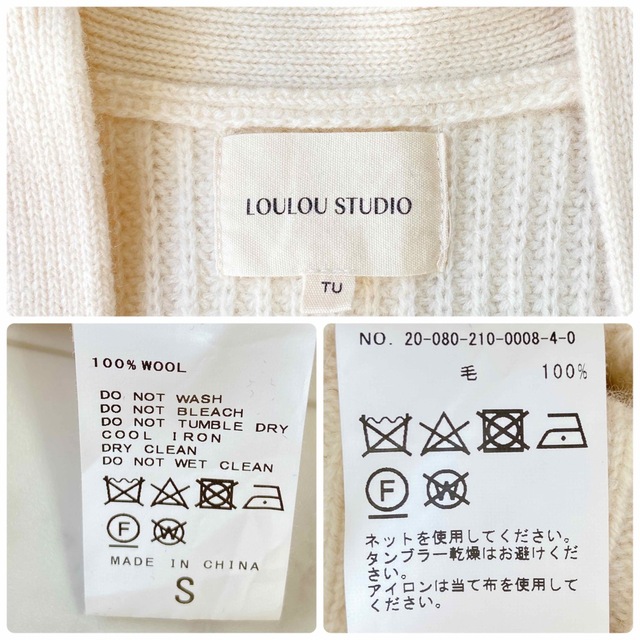 LOULOU STUDIO
TU
100% WOOL
DO NOT WASH
DO NOT BLEACH
DO NOT TUMBLE DRY
COOL IRON
DRY CLEAN
DO NOT WET CLEAN
F
W
MADE IN CHINA
S
NO. 20-080-210-0008-4-0
毛 100%
F
W
ネットを使用してください。
タンブラー乾燥はお避けくだ
さい。
アイロンは当て布を使用して
ください。